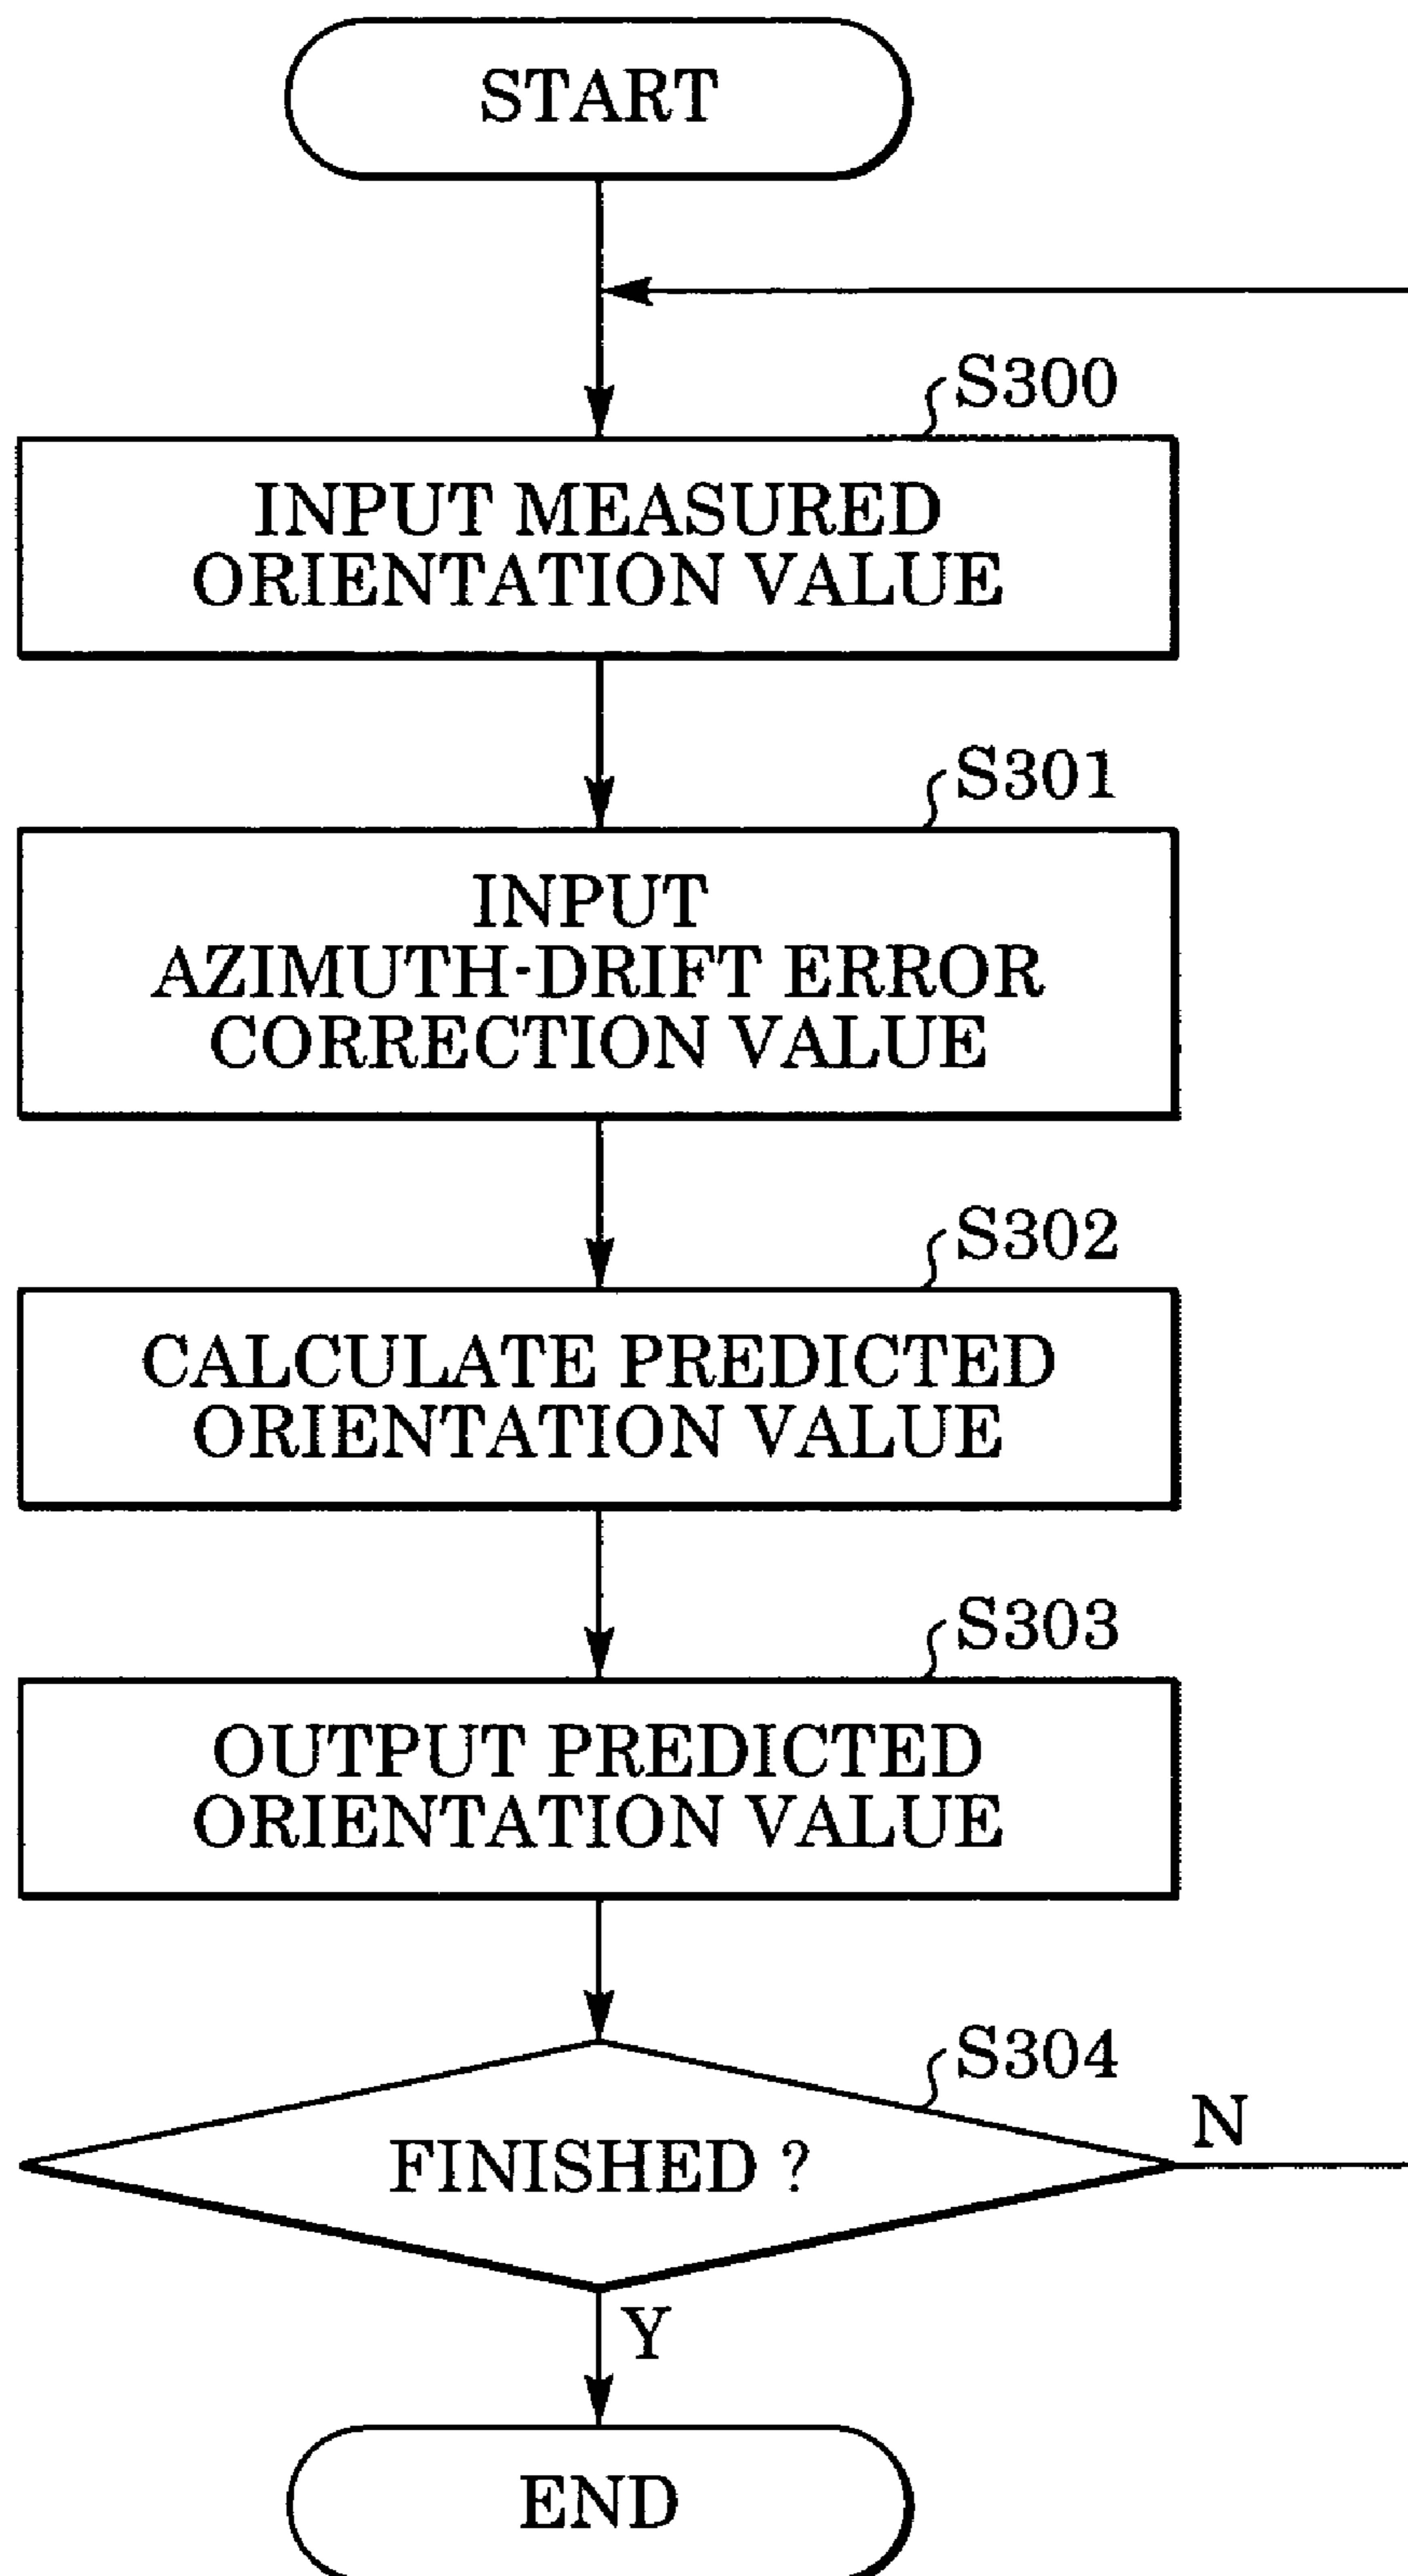 START
S300
INPUT MEASURED
ORIENTATION VALUE
S301
INPUT
AZIMUTH-DRIFT ERROR
CORRECTION VALUE
S302
CALCULATE PREDICTED
ORIENTATION VALUE
S303
OUTPUT PREDICTED
ORIENTATION VALUE
S304
N
FINISHED ?
Y
END